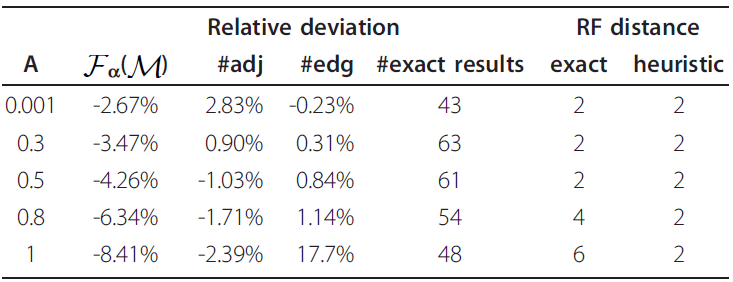 Relative deviation RF distance
A ℱα(ℳ) #adj #edg #exact results exact heuristic
0.001 -2.67% 2.83% -0.23% 43 2 2
0.3 -3.47% 0.90% 0.31% 63 2 2
0.5 -4.26% -1.03% 0.84% 61 2 2
0.8 -6.34% -1.71% 1.14% 54 4 2
1 -8.41% -2.39% 17.7% 48 6 2